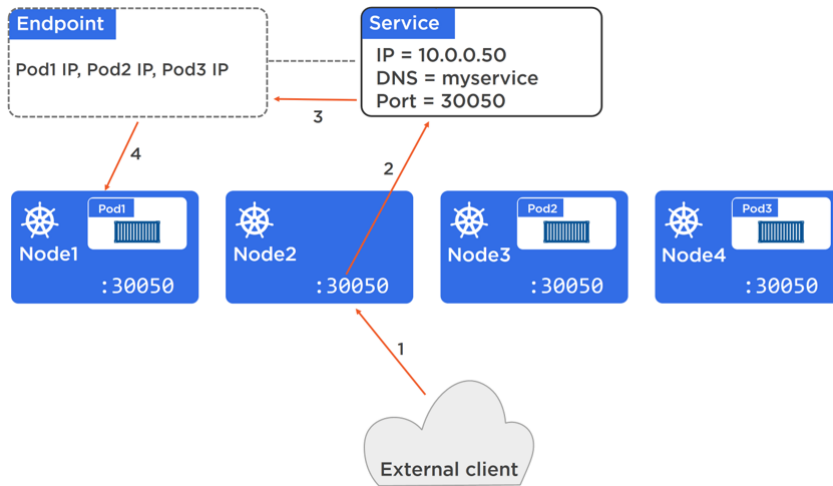 Endpoint
Pod1 IP, Pod2 IP, Pod3 IP
Service
IP = 10.0.0.50
DNS = myservice
Port = 30050
3
4
2
Pod1
Node1
:30050
Node2
:30050
Pod2
Node3
:30050
Pod3
Node4
:30050
1
External client